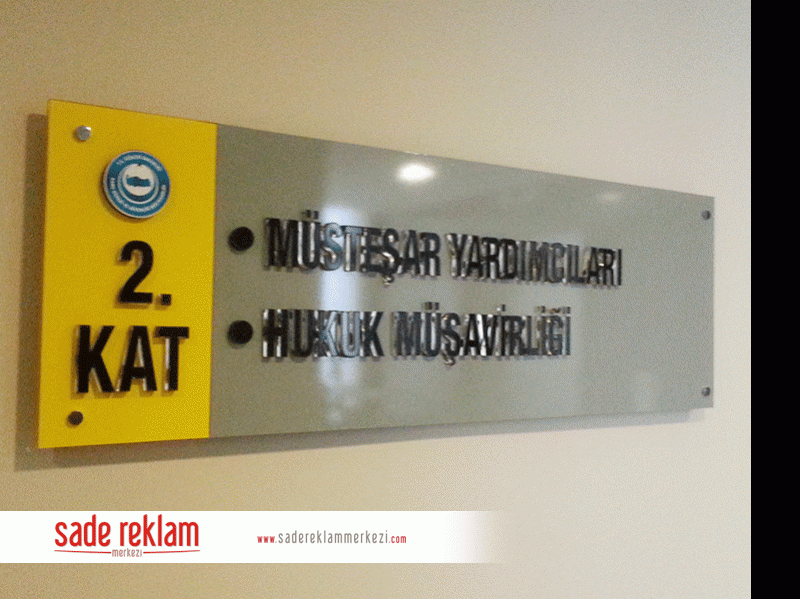 2.
KAT
MÜSTEŞAR YARDIMCILARI
HUKUK MÜŞAVİRLİĞİ
sade reklam
merkezi
www.sadereklammerkezi.com